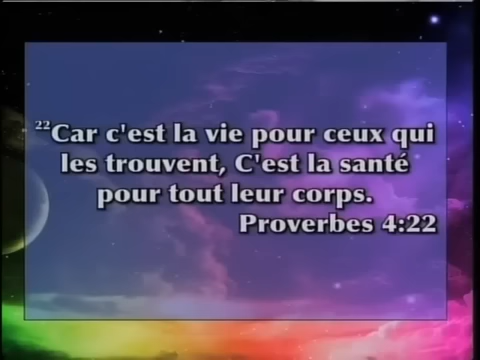 22Car c'est la vie pour ceux qui
les trouvent, C'est la santé
pour tout leur corps.
Proverbes 4:22